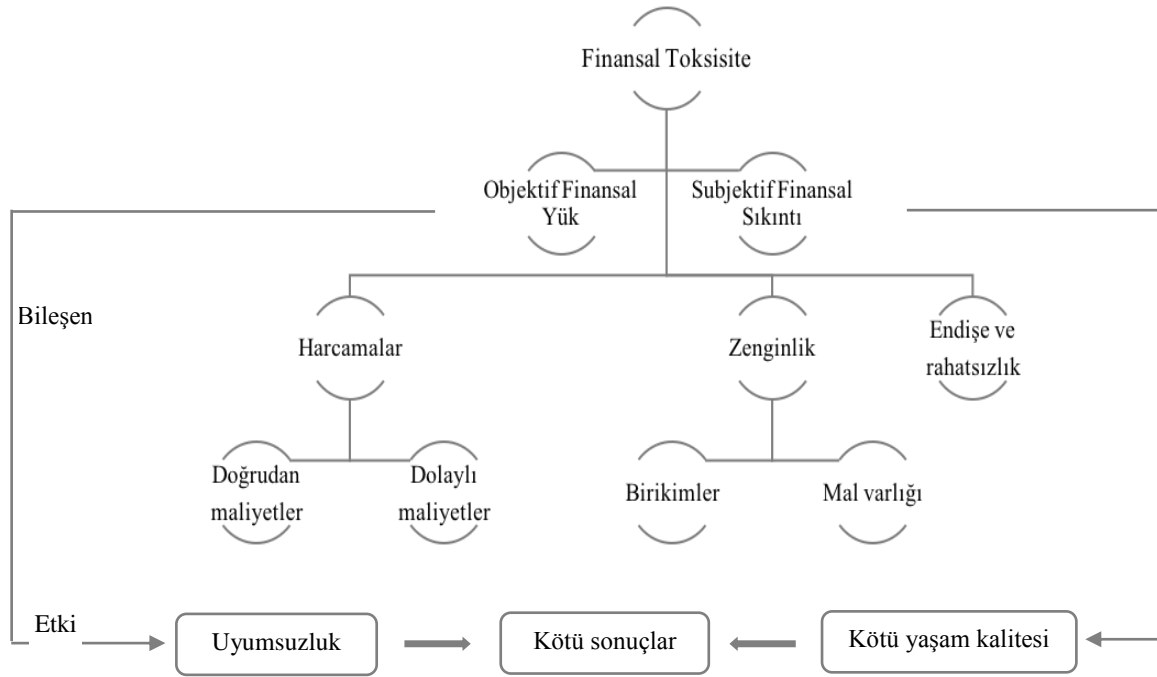 Finansal Toksisite
Objektif Finansal
Yük
Subjektif Finansal
Sıkıntı
Bileşen
Harcamalar
Zenginlik
Endişe ve
rahatsızlık
Doğrudan
maliyetler
Dolaylı
maliyetler
Birikimler
Mal varlığı
Etki
Uyumsuzluk
Kötü sonuçlar
Kötü yaşam kalitesi